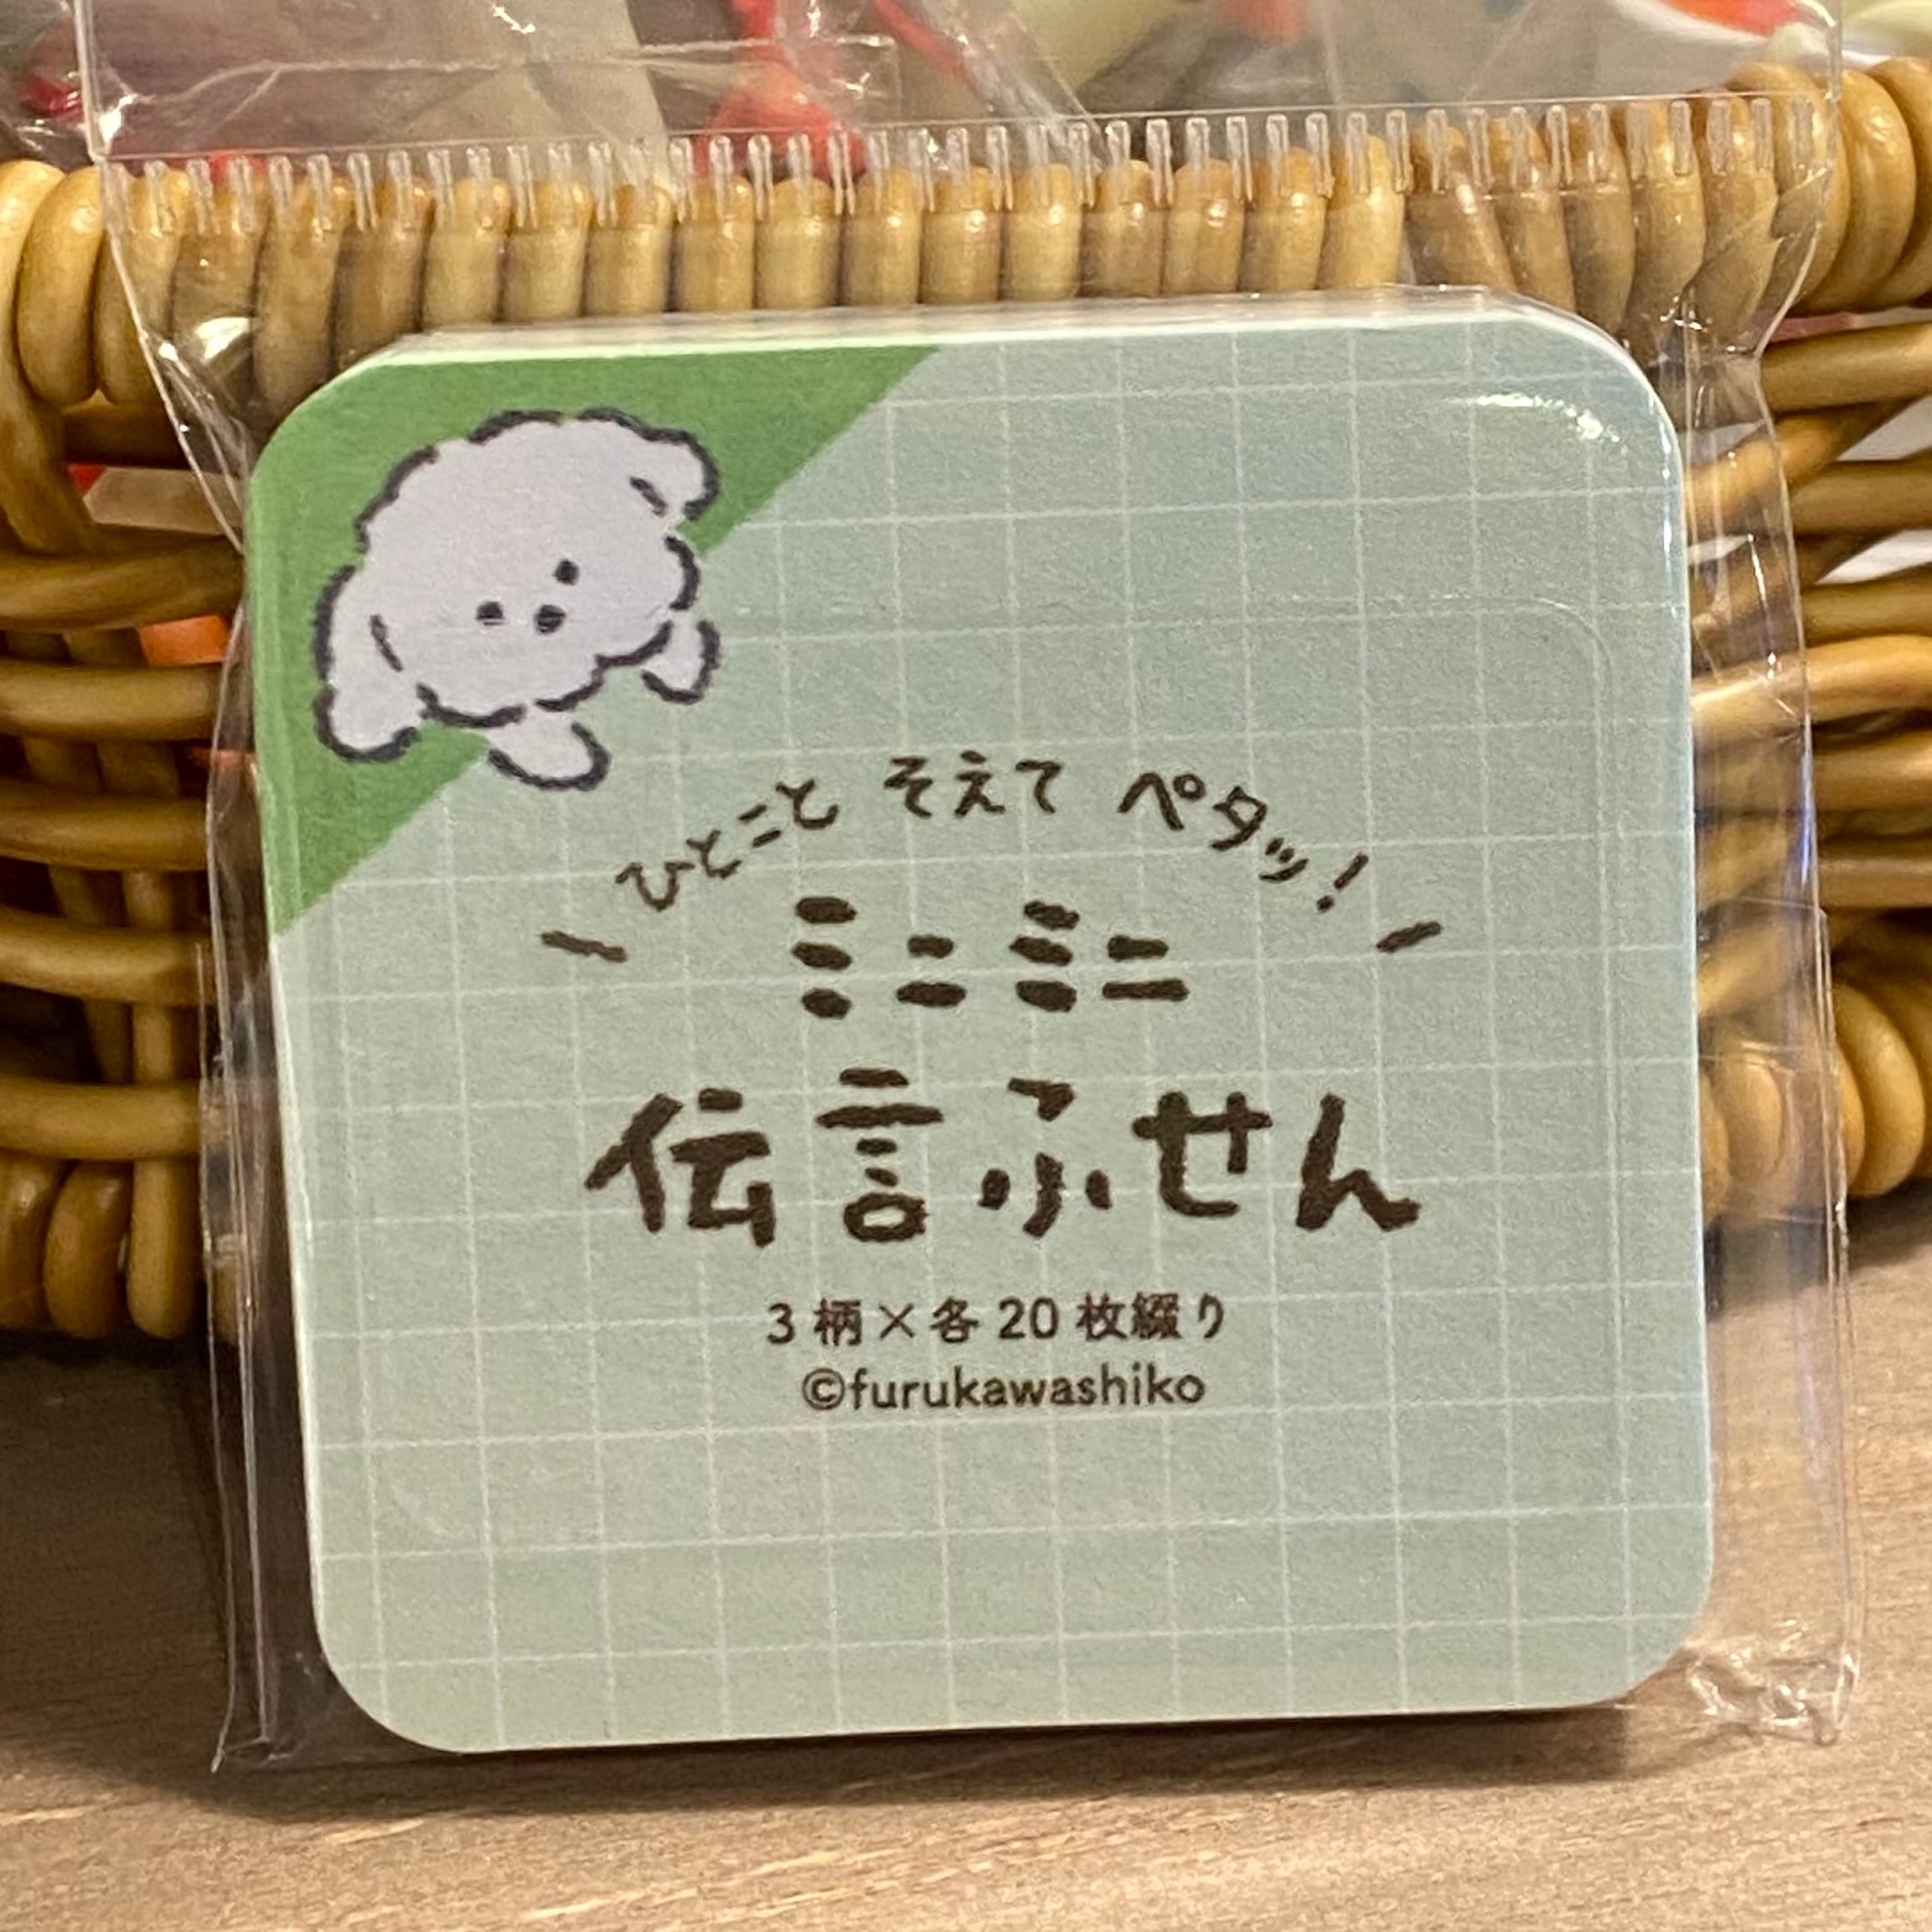 ひとこと そえて ペタッ!
ミニミニ
伝言ふせん
3柄×各20枚綴り
©furukawashiko